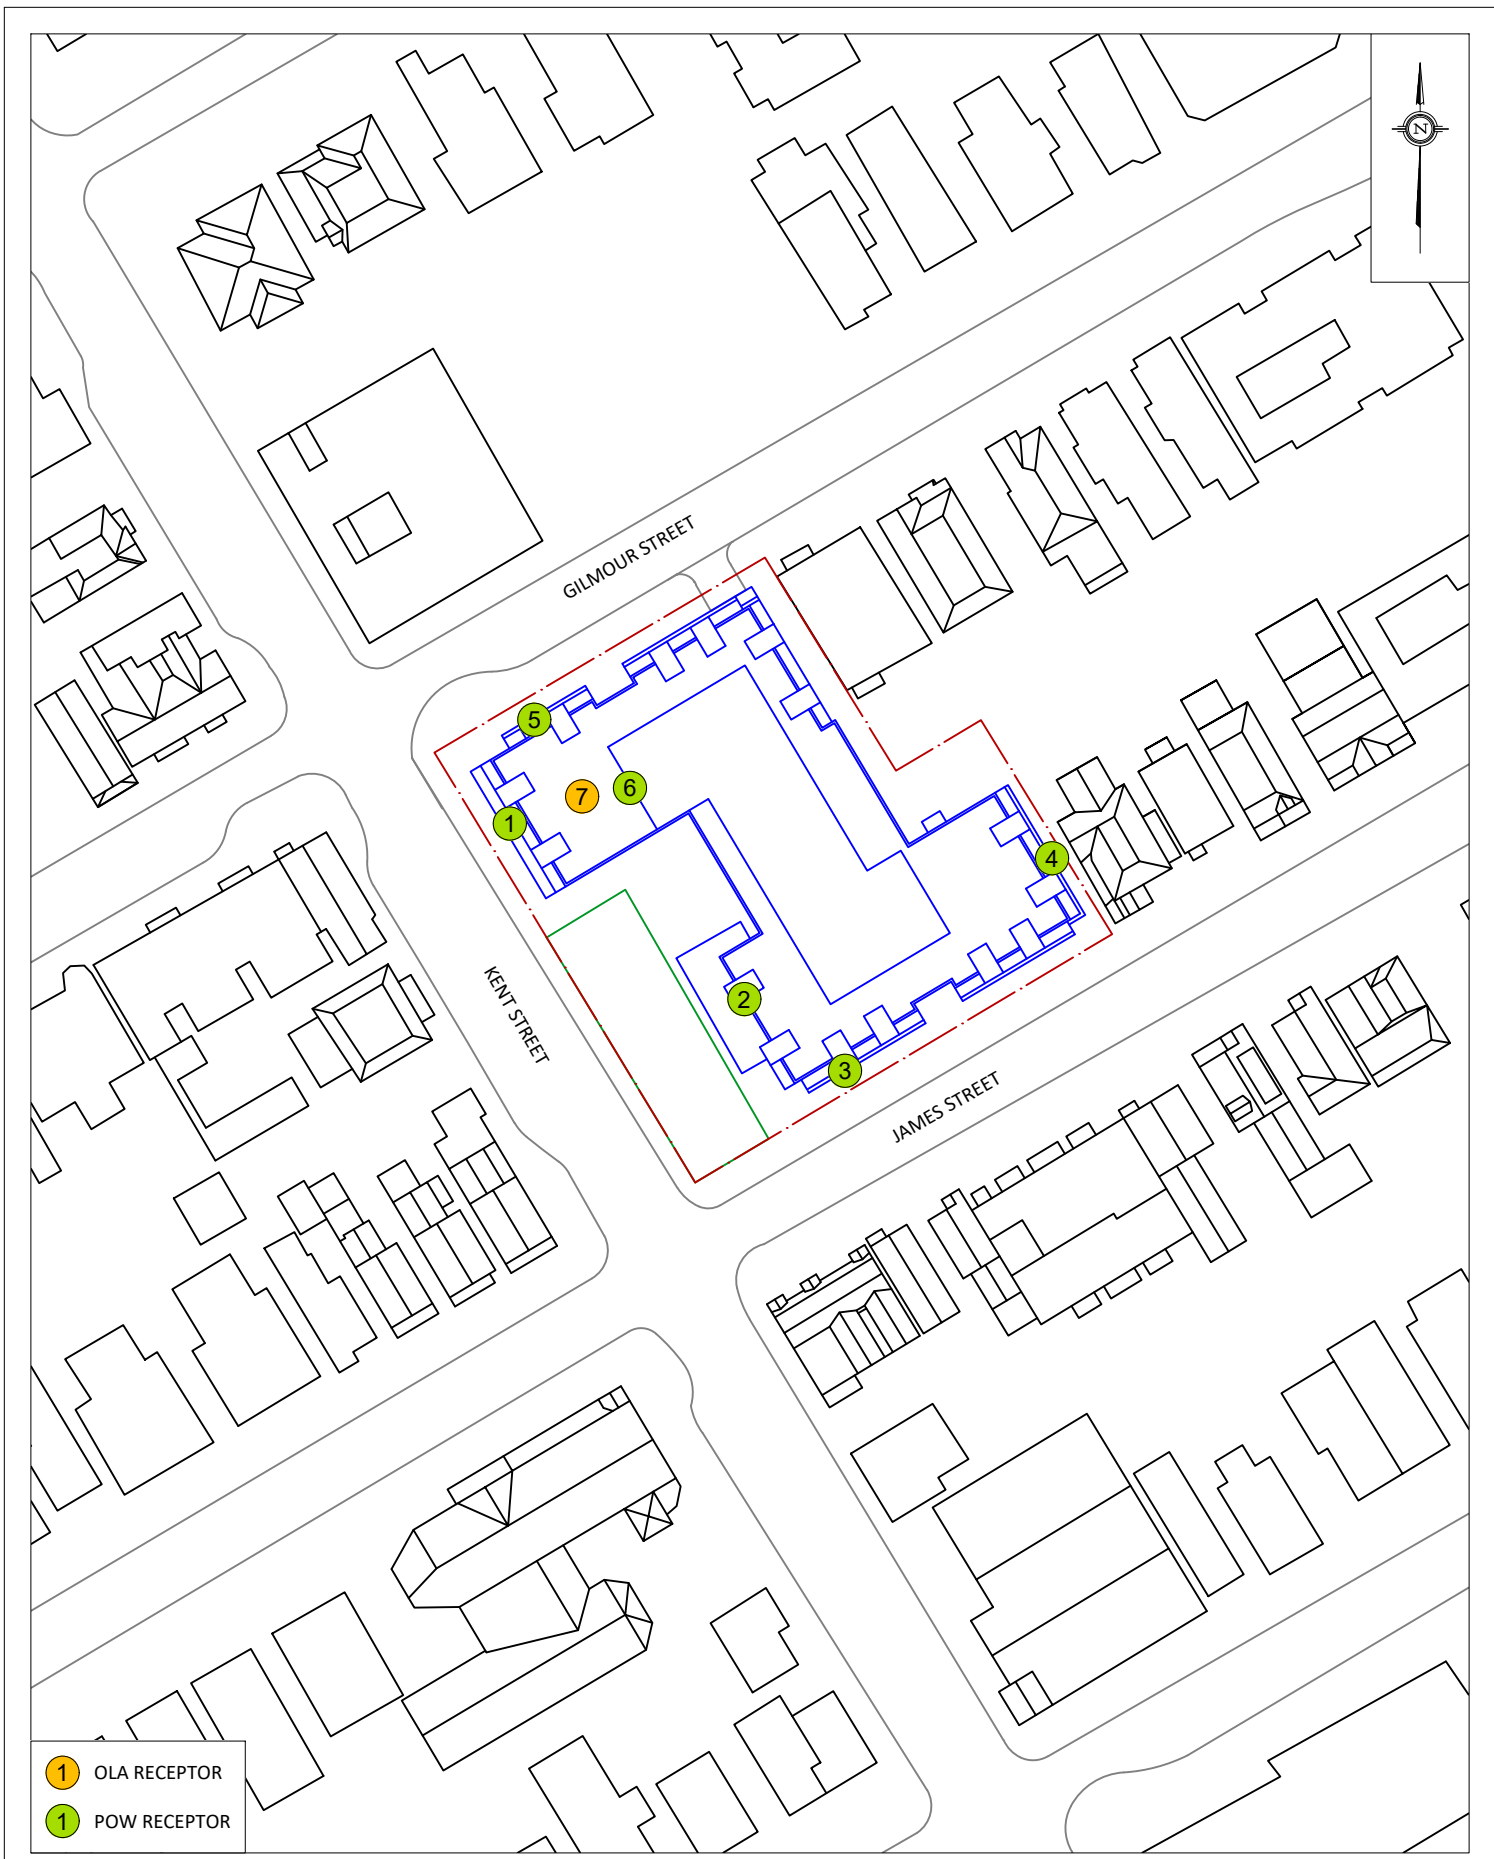 N
GILMOUR STREET
5
6
7
1
4
2
KENT STREET
3
JAMES STREET
1 OLA RECEPTOR
1 POW RECEPTOR